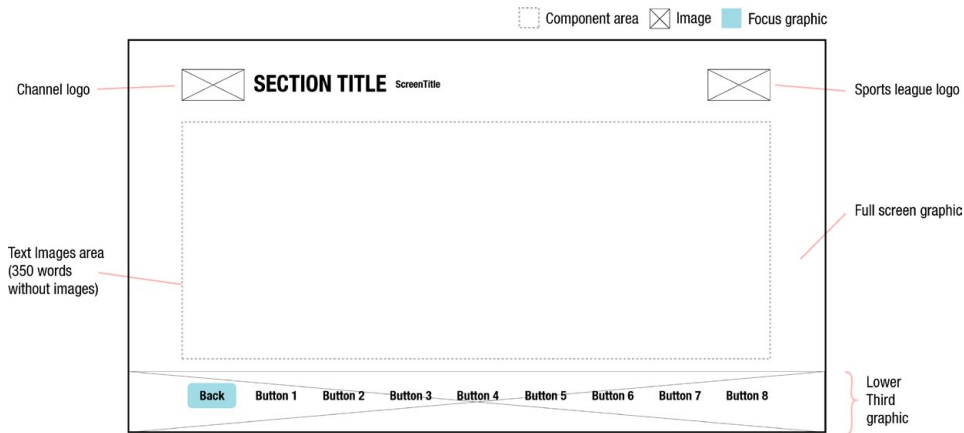 Component area
Image
Focus graphic
Channel logo
SECTION TITLE
ScreenTitle
Sports league logo
Full screen graphic
Text Images area
(350 words
without images)
Back
Button 1
Button 2
Button 3
Button 4
Button 5
Button 6
Button 7
Button 8
Lower
Third
graphic